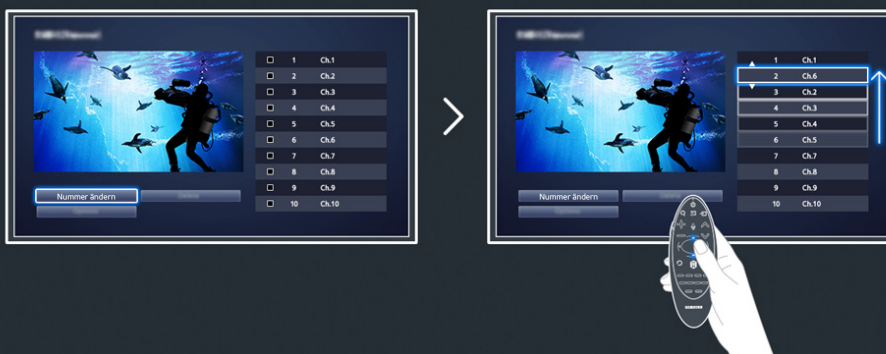 1 Ch.1
2 Ch.2
3 Ch.3
4 Ch.4
5 Ch.5
6 Ch.6
7 Ch.7
8 Ch.8
9 Ch.9
10 Ch.10
Nummer ändern
1 Ch.1
2 Ch.6
3 Ch.2
4 Ch.3
5 Ch.4
6 Ch.5
7 Ch.7
8 Ch.8
9 Ch.9
10 Ch.10
Nummer ändern
SAMSUNG